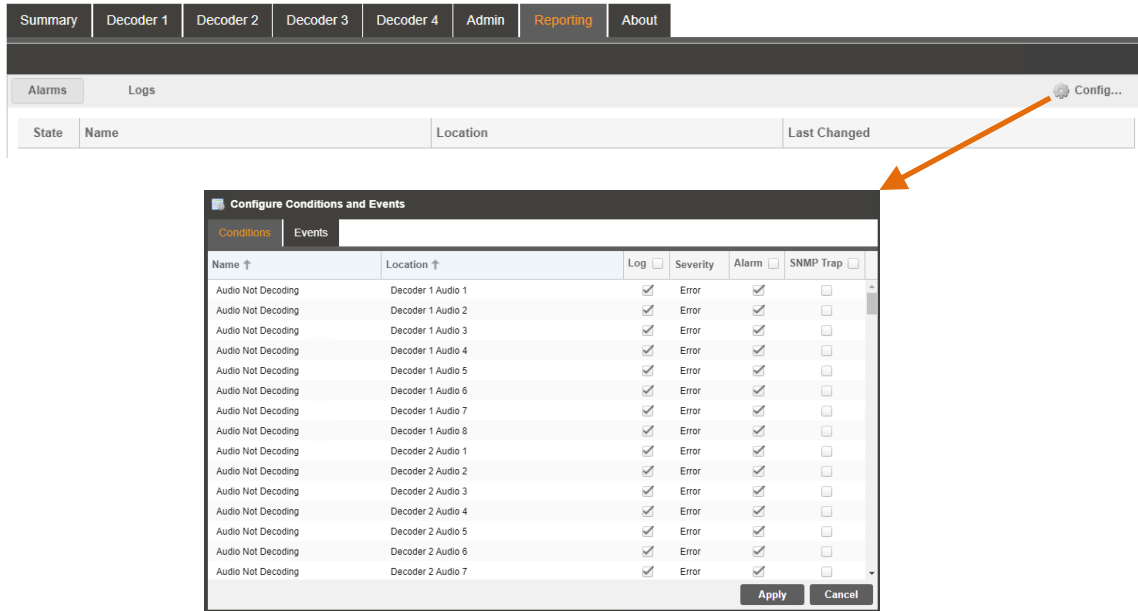 Summary Decoder 1 Decoder 2 Decoder 3 Decoder 4 Admin Reporting About
Alarms Logs Config...
State Name Location Last Changed
Configure Conditions and Events
Conditions Events
Name Location Log Severity Alarm SNMP Trap
Audio Not Decoding Decoder 1 Audio 1 Error
Audio Not Decoding Decoder 1 Audio 2 Error
Audio Not Decoding Decoder 1 Audio 3 Error
Audio Not Decoding Decoder 1 Audio 4 Error
Audio Not Decoding Decoder 1 Audio 5 Error
Audio Not Decoding Decoder 1 Audio 6 Error
Audio Not Decoding Decoder 1 Audio 7 Error
Audio Not Decoding Decoder 1 Audio 8 Error
Audio Not Decoding Decoder 2 Audio 1 Error
Audio Not Decoding Decoder 2 Audio 2 Error
Audio Not Decoding Decoder 2 Audio 3 Error
Audio Not Decoding Decoder 2 Audio 4 Error
Audio Not Decoding Decoder 2 Audio 5 Error
Audio Not Decoding Decoder 2 Audio 6 Error
Audio Not Decoding Decoder 2 Audio 7 Error
Apply Cancel